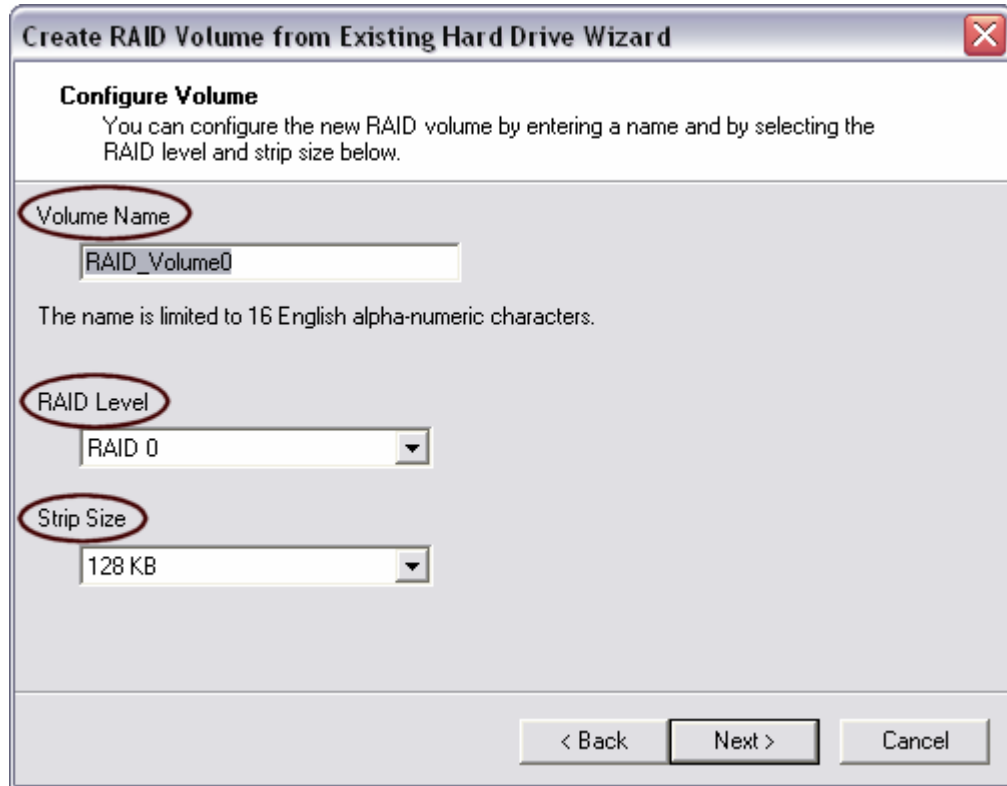 Create RAID Volume from Existing Hard Drive Wizard
Configure Volume
You can configure the new RAID volume by entering a name and by selecting the
RAID level and strip size below.
Volume Name
RAID_Volume0
The name is limited to 16 English alpha-numeric characters.
RAID Level
RAID 0
Strip Size
128 KB
< Back
Next >
Cancel